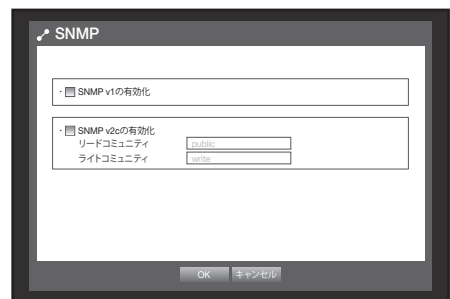 SNMP
· SNMP v1の有効化
· SNMP v2cの有効化
リードコミュニティ public
ライトコミュニティ write
OK キャンセル